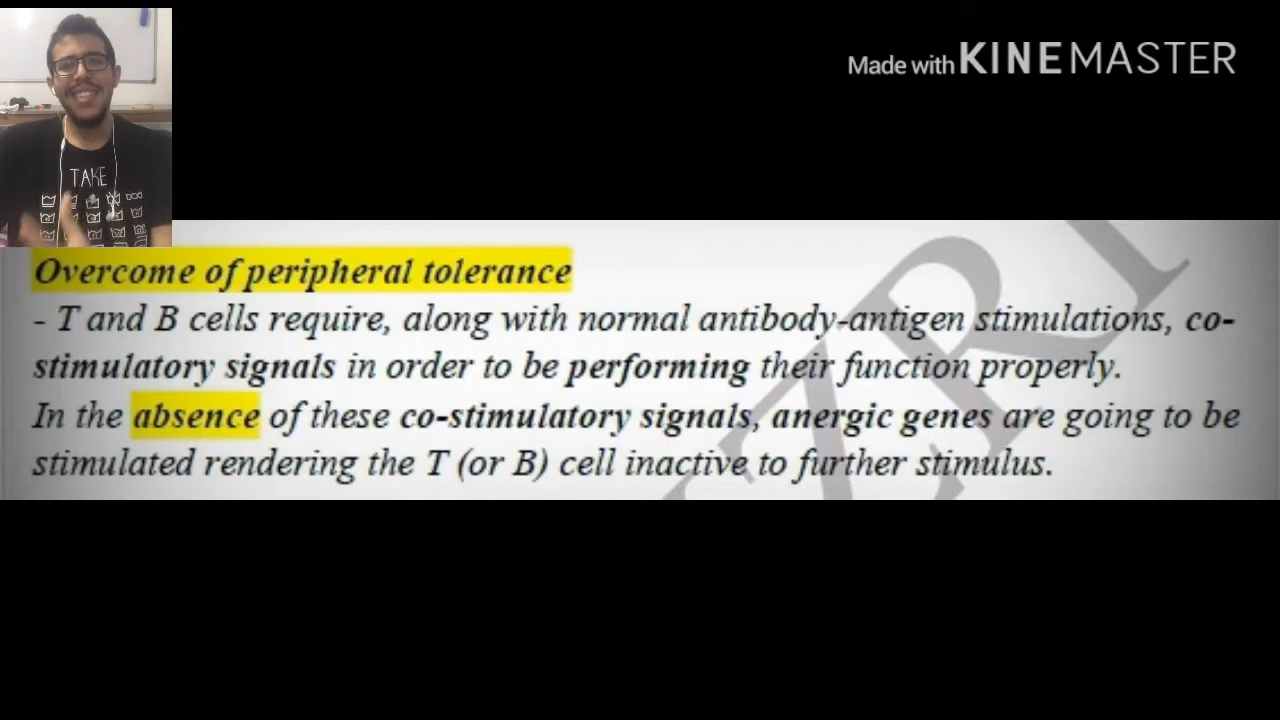 Made with KINEMASTER
TAKE
Overcome of peripheral tolerance
- T and B cells require, along with normal antibody-antigen stimulations, co-
stimulatory signals in order to be performing their function properly.
In the absence of these co-stimulatory signals, anergic genes are going to be
stimulated rendering the T (or B) cell inactive to further stimulus.